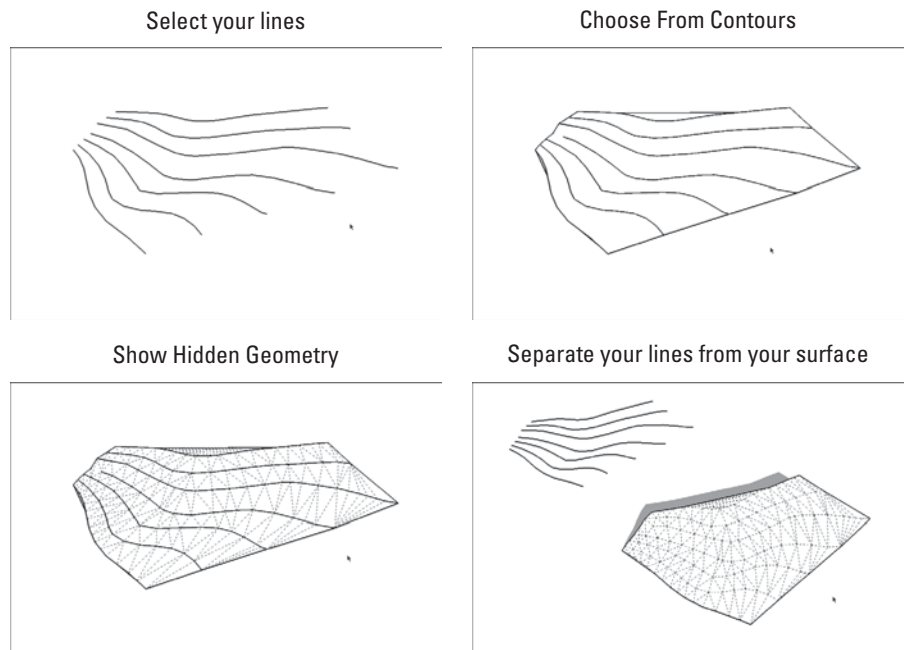 Select your lines
Choose From Contours
Show Hidden Geometry
Separate your lines from your surface